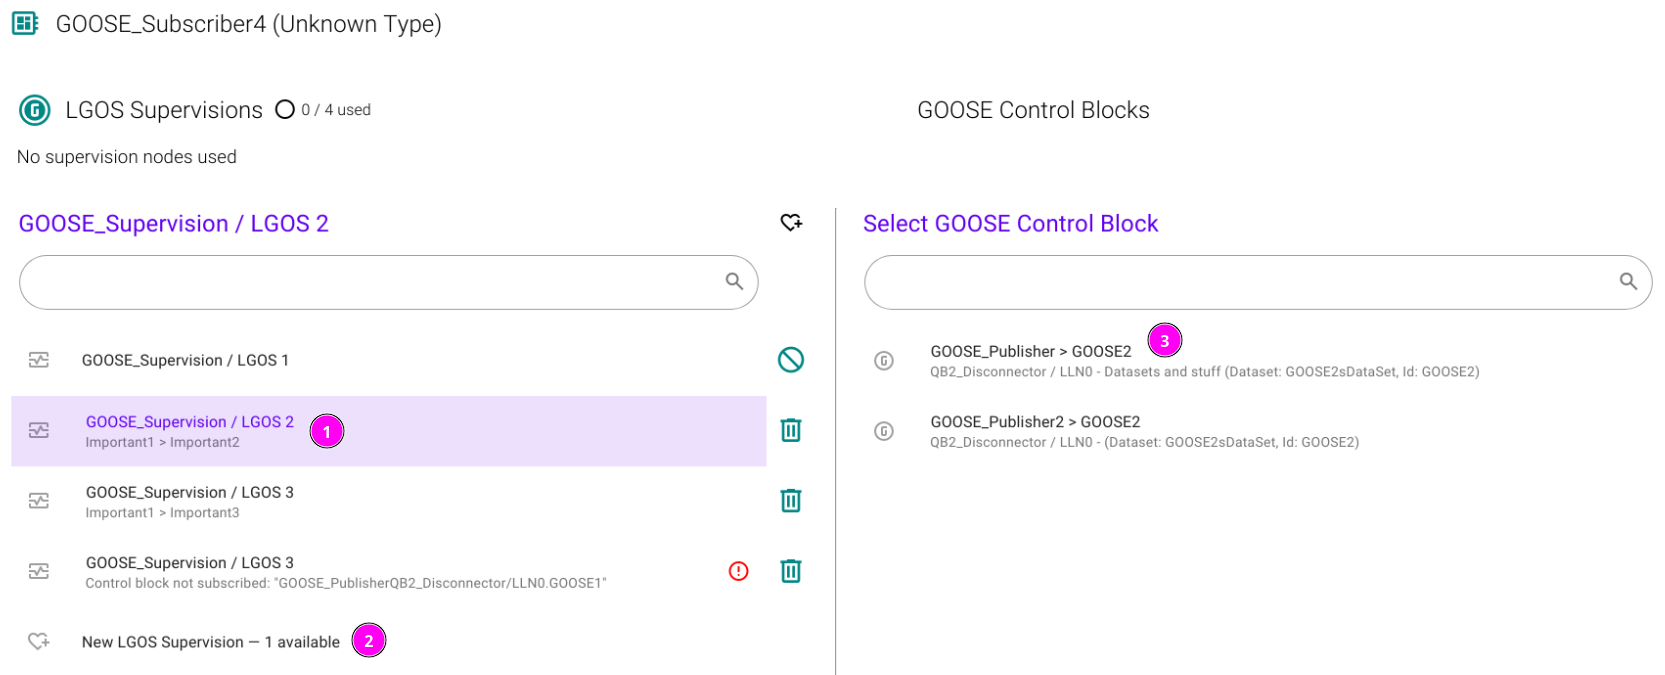 GOOSE_Subscriber4 (Unknown Type)
LGOS Supervisions 0 / 4 used
No supervision nodes used
GOOSE_Supervision / LGOS 2
GOOSE_Supervision / LGOS 1
GOOSE_Supervision / LGOS 2
Important1 > Important2
1
GOOSE_Supervision / LGOS 3
Important1 > Important3
GOOSE_Supervision / LGOS 3
Control block not subscribed: "GOOSE_PublisherQB2_Disconnector/LLN0.GOOSE1"
New LGOS Supervision — 1 available
2
GOOSE Control Blocks
Select GOOSE Control Block
G
GOOSE_Publisher > GOOSE2
3
QB2_Disconnector / LLN0 - Datasets and stuff (Dataset: GOOSE2sDataSet, Id: GOOSE2)
G
GOOSE_Publisher2 > GOOSE2
QB2_Disconnector / LLN0 - (Dataset: GOOSE2sDataSet, Id: GOOSE2)